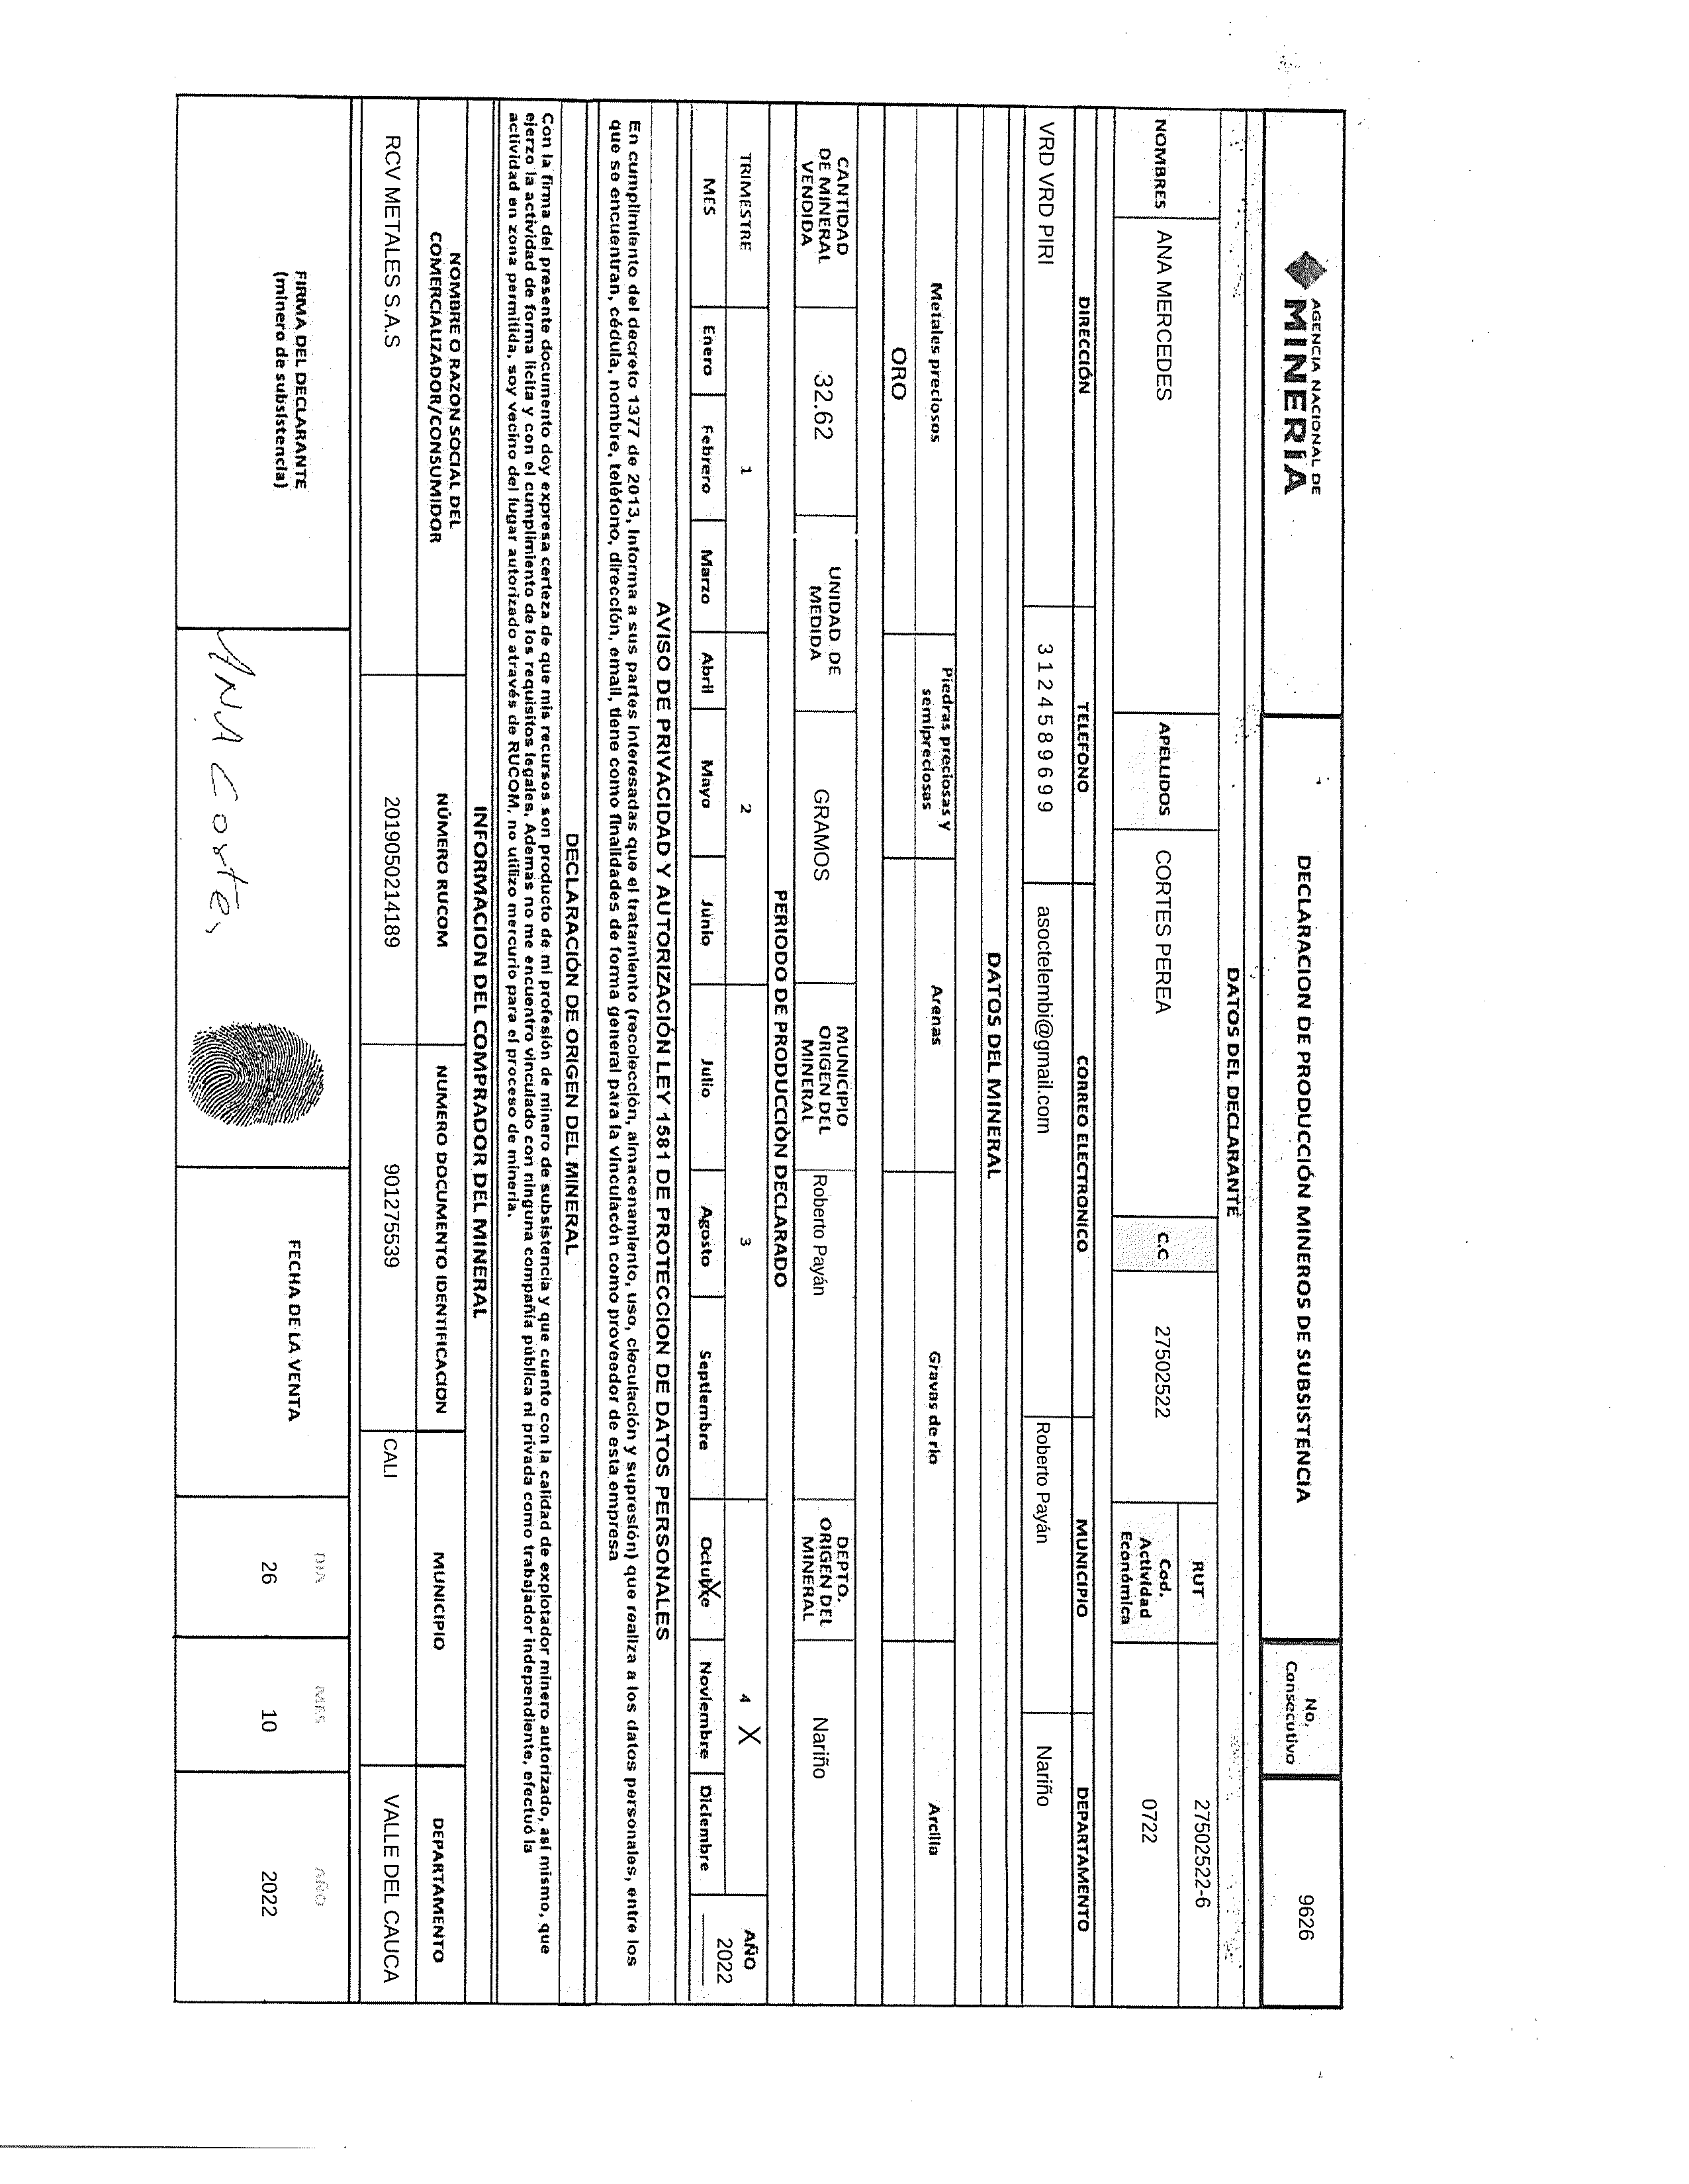 AGENCIA NACIONAL DE
MINERÍA
DECLARACION DE PRODUCCIÓN MINEROS DE SUBSISTENCIA
No.
Consecutivo
9626
DATOS DEL DECLARANTE
NOMBRES
ANA MERCEDES
APELLIDOS
CORTES PEREA
C.C
27502522
RUT
27502522-6
Cod.
Actividad
Económica
0722
DIRECCIÓN
TELEFONO
CORREO ELECTRONICO
MUNICIPIO
DEPARTAMENTO
VRD VRD PIRI
3124589699
asoctelembi@gmail.com
Roberto Payán
Nariño
DATOS DEL MINERAL
Metales preciosos
Piedras preciosas y
semipreciosas
Arenas
Gravas de río
Arcilla
ORO
CANTIDAD
DE MINERAL
VENDIDA
32.62
UNIDAD DE
MEDIDA
GRAMOS
MUNICIPIO
ORIGEN DEL
MINERAL
Roberto Payán
DEPTO.
ORIGEN DEL
MINERAL
Nariño
PERIODO DE PRODUCCIÓN DECLARADO
TRIMESTRE
1
2
3
4 X
AÑO
2022
MES
Enero
Febrero
Marzo
Abril
Mayo
Junio
Julio
Agosto
Septiembre
Octubre X
Noviembre
Diciembre
AVISO DE PRIVACIDAD Y AUTORIZACIÓN LEY 1581 DE PROTECCION DE DATOS PERSONALES
En cumplimiento del decreto 1377 de 2013, Informa a sus partes interesadas que el tratamiento (recolección, almacenamiento, uso, circulación y supresión) que realiza a los datos personales, entre los
que se encuentran, cédula, nombre, teléfono, dirección, email, tiene como finalidades de forma general para la vinculacón como proveedor de esta empresa
DECLARACIÓN DE ORIGEN DEL MINERAL
Con la firma del presente documento doy expresa certeza de que mis recursos son producto de mi profesión de minero de subsistencia y que cuento con la calidad de explotador minero autorizado, así mismo, que
ejerzo la actividad de forma licita y con el cumplimiento de los requisitos legales. Ademas no me encuentro vinculado con ninguna compañía pública ni privada como trabajador independiente, efectuó la
actividad en zona permitida, soy vecino del lugar autorizado através de RUCOM, no utilizo mercurio para el proceso de minería.
INFORMACION DEL COMPRADOR DEL MINERAL
NOMBRE O RAZON SOCIAL DEL
COMERCIALIZADOR/CONSUMIDOR
NÚMERO RUCOM
NUMERO DOCUMENTO IDENTIFICACION
MUNICIPIO
DEPARTAMENTO
RCV METALES S.A.S
201905021​4189
901275539
CALI
VALLE DEL CAUCA
FIRMA DEL DECLARANTE
(minero de subsistencia)
ANA Cortes
FECHA DE LA VENTA
DIA
MES
AÑO
26
10
2022